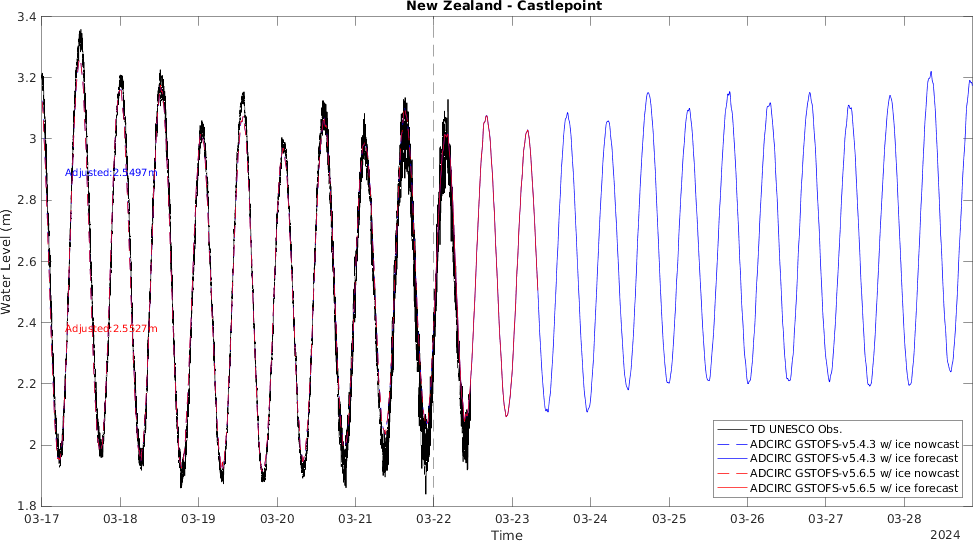 New Zealand - Castlepoint
3.4
3.2
3
2.8
2.6
2.4
2.2
2
1.8
Water Level (m)
Adjusted:2.5497m
Adjusted:2.5527m
TD UNESCO Obs.
ADCIRC GSTOFS-v5.4.3 w/ ice nowcast
ADCIRC GSTOFS-v5.4.3 w/ ice forecast
ADCIRC GSTOFS-v5.6.5 w/ ice nowcast
ADCIRC GSTOFS-v5.6.5 w/ ice forecast
03-17 03-18 03-19 03-20 03-21 03-22 03-23 03-24 03-25 03-26 03-27 03-28
Time
2024